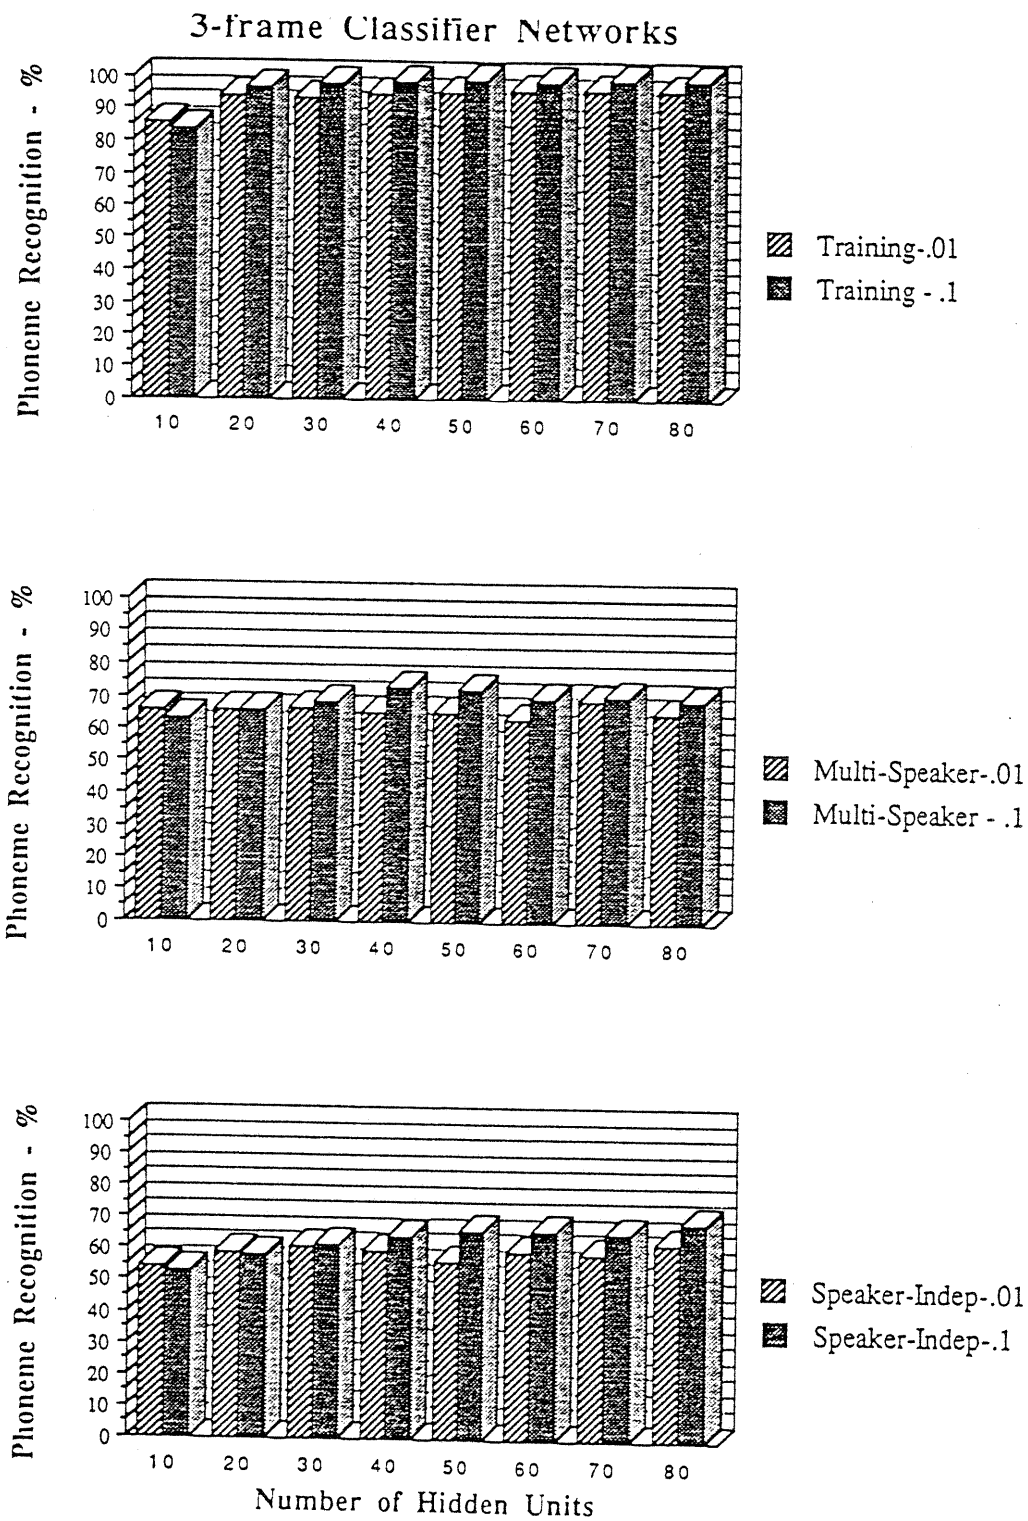 3-frame Classifier Networks
Phoneme Recognition - %
100
90
80
70
60
50
40
30
20
10
0
10 20 30 40 50 60 70 80
Training-.01
Training - .1
Phoneme Recognition - %
100
90
80
70
60
50
40
30
20
10
0
10 20 30 40 50 60 70 80
Multi-Speaker-.01
Multi-Speaker - .1
Phoneme Recognition - %
100
90
80
70
60
50
40
30
20
10
0
10 20 30 40 50 60 70 80
Speaker-Indep-.01
Speaker-Indep-.1
Number of Hidden Units